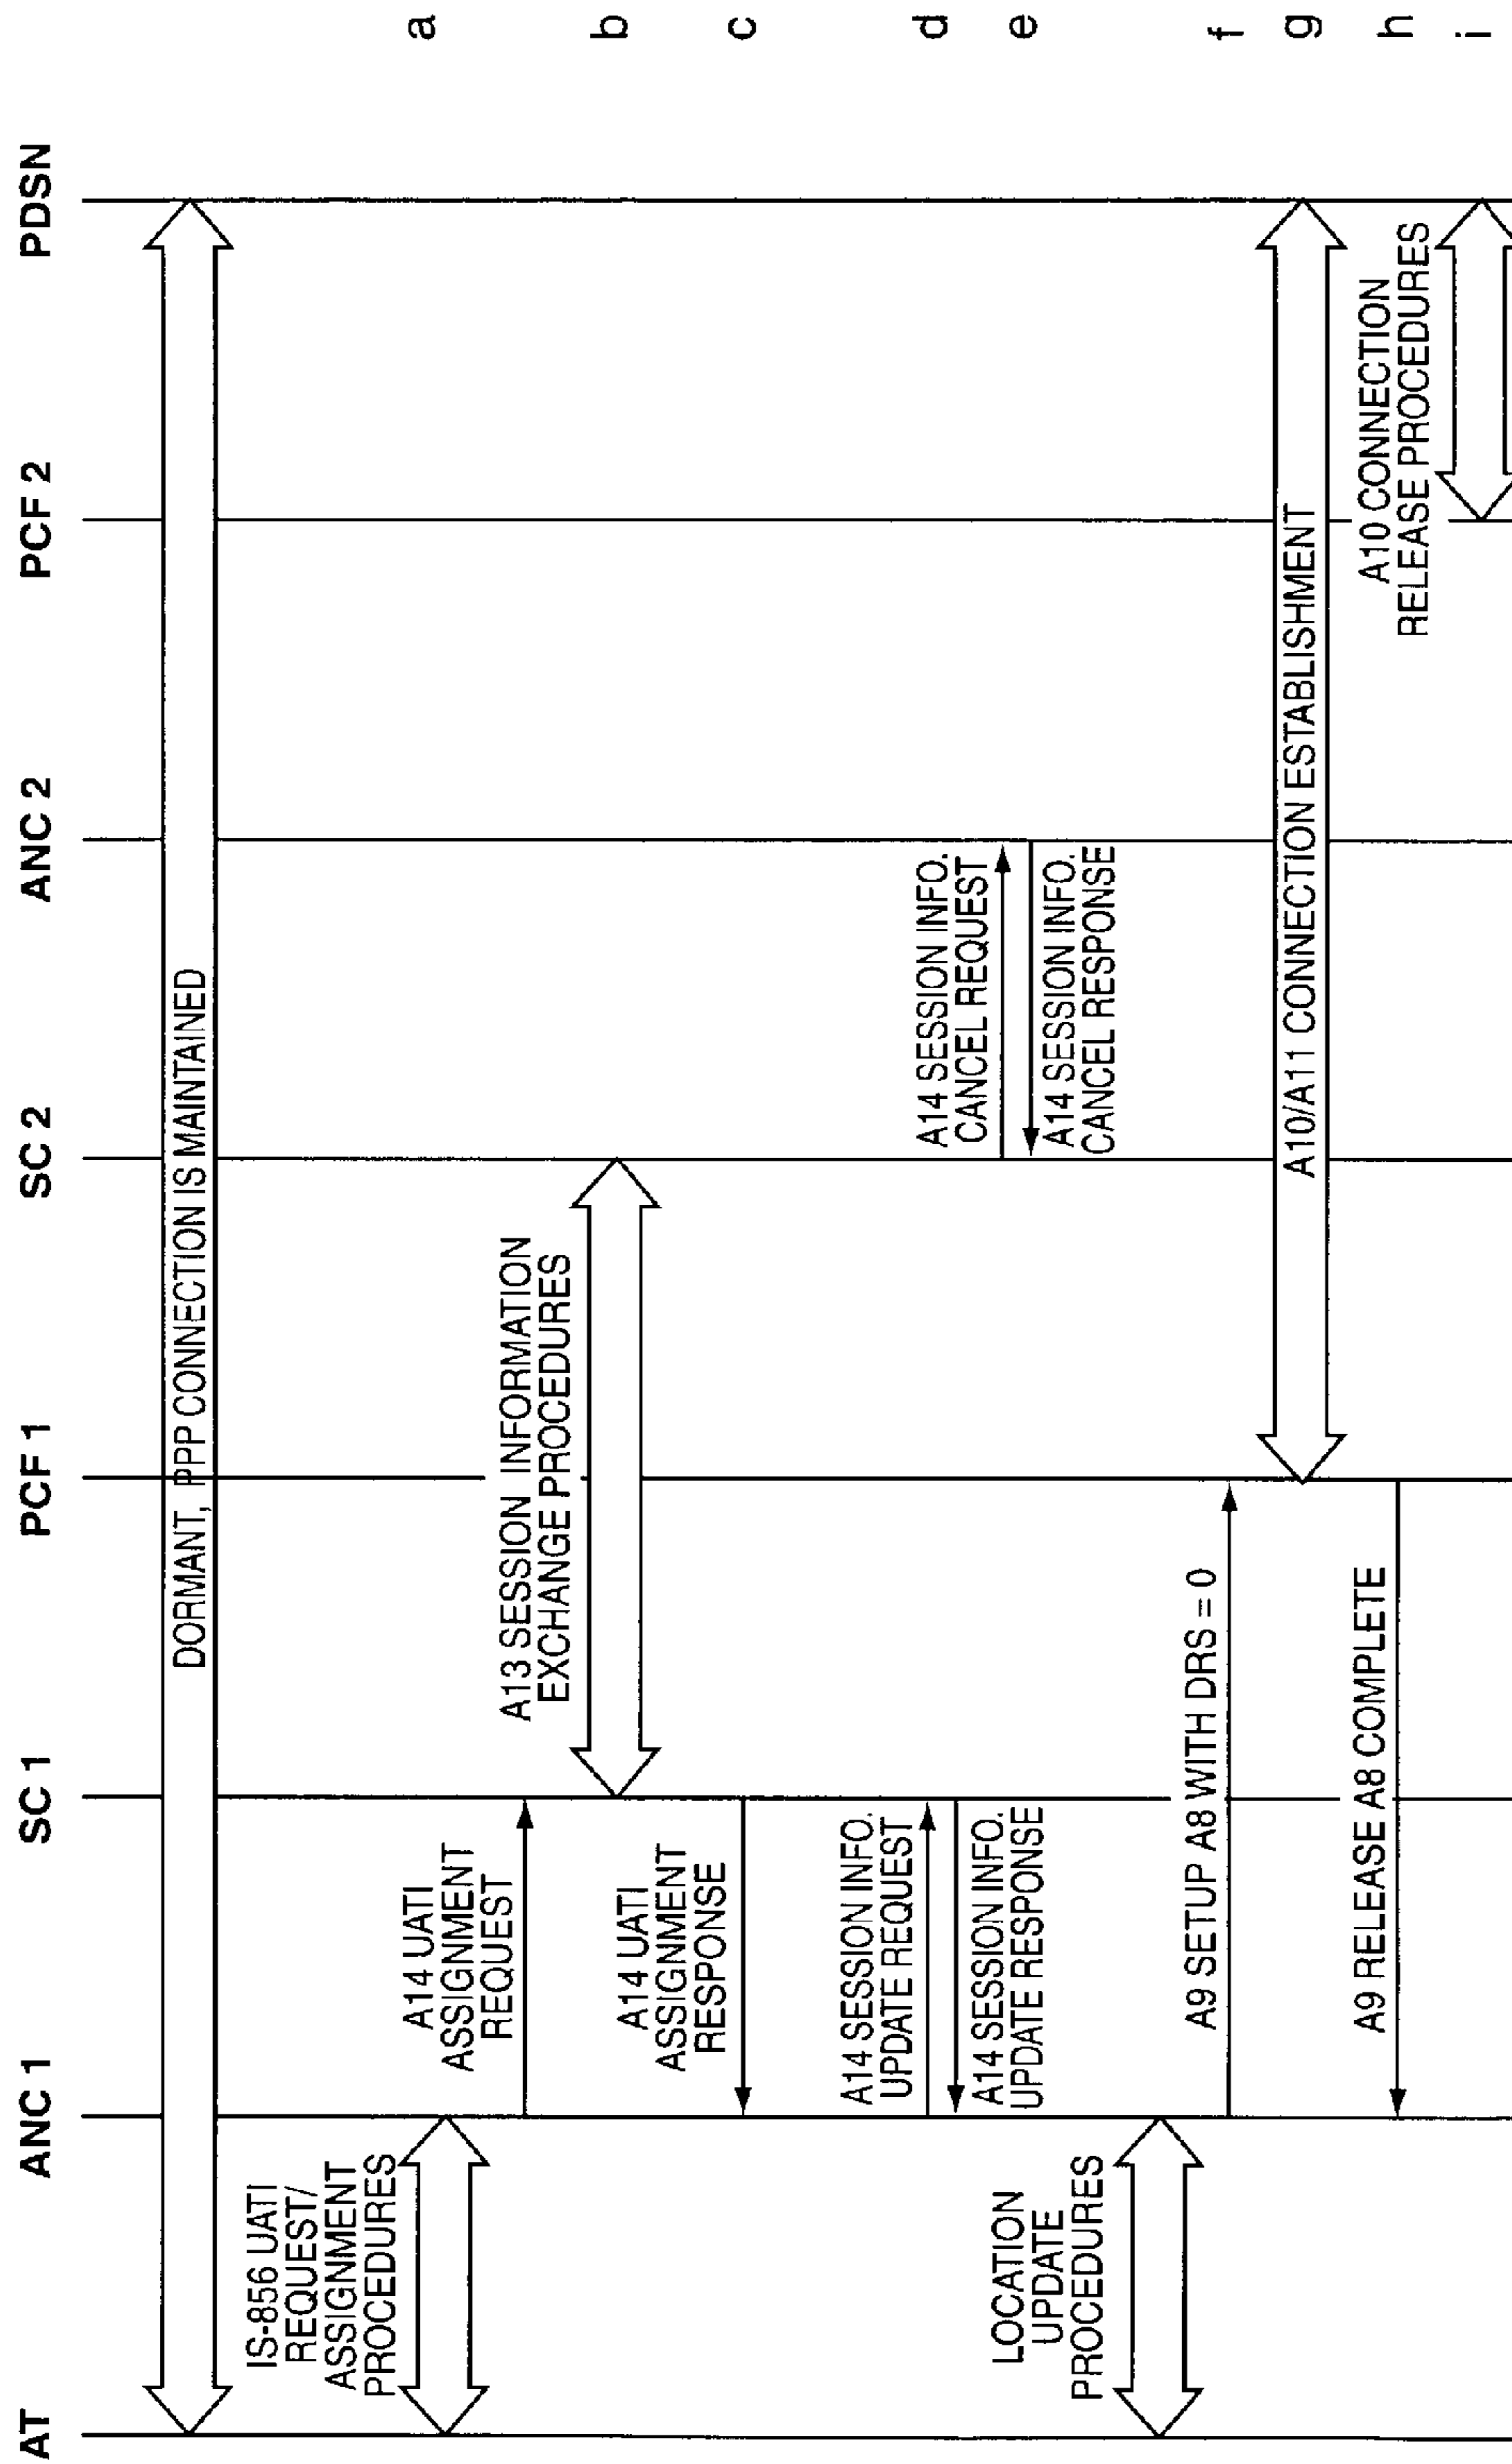 AT
ANC 1
SC 1
PCF 1
SC 2
ANC 2
PCF 2
PDSN
DORMANT, PPP CONNECTION IS MAINTAINED
IS-856 UATI
REQUEST/
ASSIGNMENT
PROCEDURES
a
A14 UATI
ASSIGNMENT
REQUEST
A13 SESSION INFORMATION
EXCHANGE PROCEDURES
b
A14 UATI
ASSIGNMENT
RESPONSE
c
A14 SESSION INFO.
UPDATE REQUEST
d
A14 SESSION INFO.
UPDATE RESPONSE
A14 SESSION INFO.
CANCEL REQUEST
e
A14 SESSION INFO.
CANCEL RESPONSE
LOCATION
UPDATE
PROCEDURES
A9 SETUP A8 WITH DRS = 0
f
A10/A11 CONNECTION ESTABLISHMENT
g
A9 RELEASE A8 COMPLETE
h
A10 CONNECTION
RELEASE PROCEDURES
i